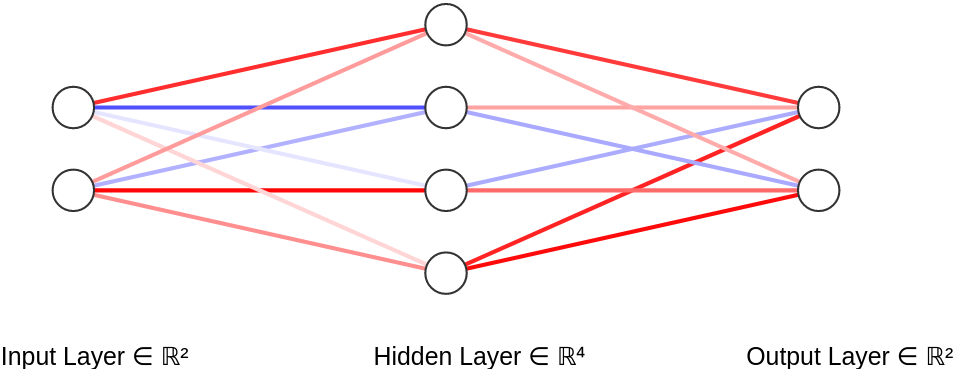 Input Layer ∈ ℝ² Hidden Layer ∈ ℝ⁴ Output Layer ∈ ℝ²